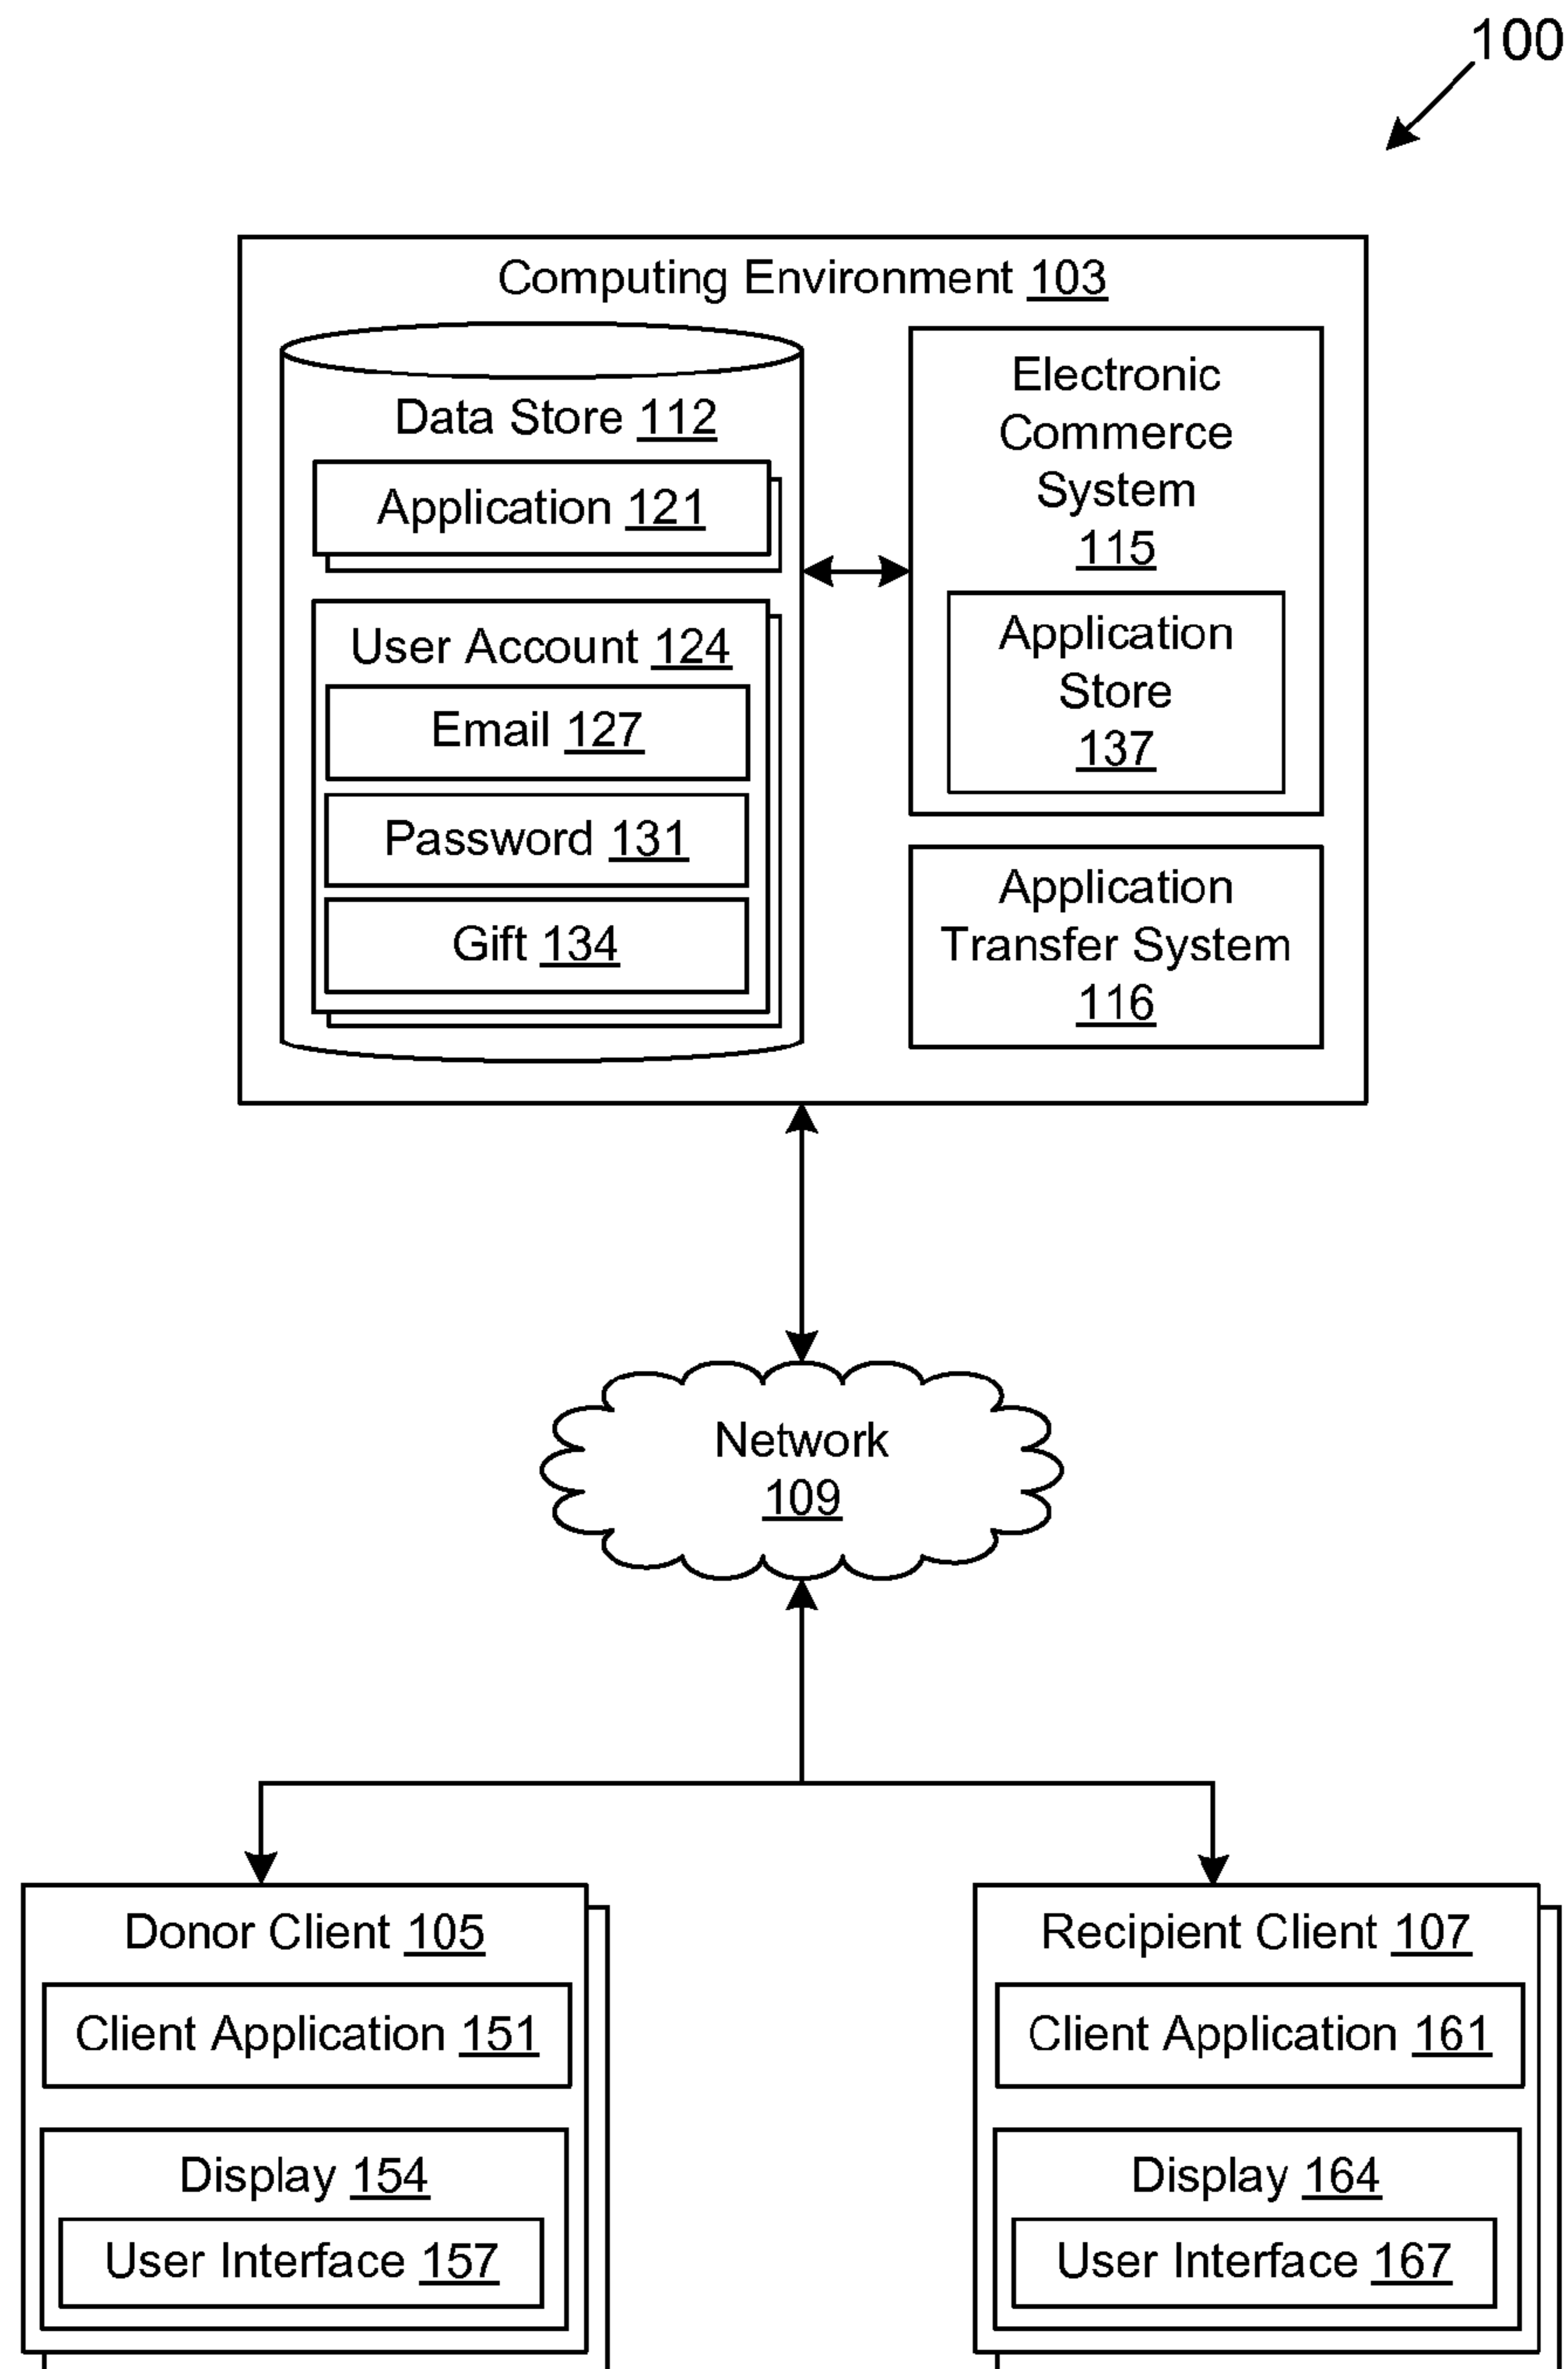 100
Computing Environment 103
Data Store 112
Application 121
User Account 124
Email 127
Password 131
Gift 134
Electronic
Commerce
System
115
Application
Store
137
Application
Transfer System
116
Network
109
Donor Client 105
Client Application 151
Display 154
User Interface 157
Recipient Client 107
Client Application 161
Display 164
User Interface 167